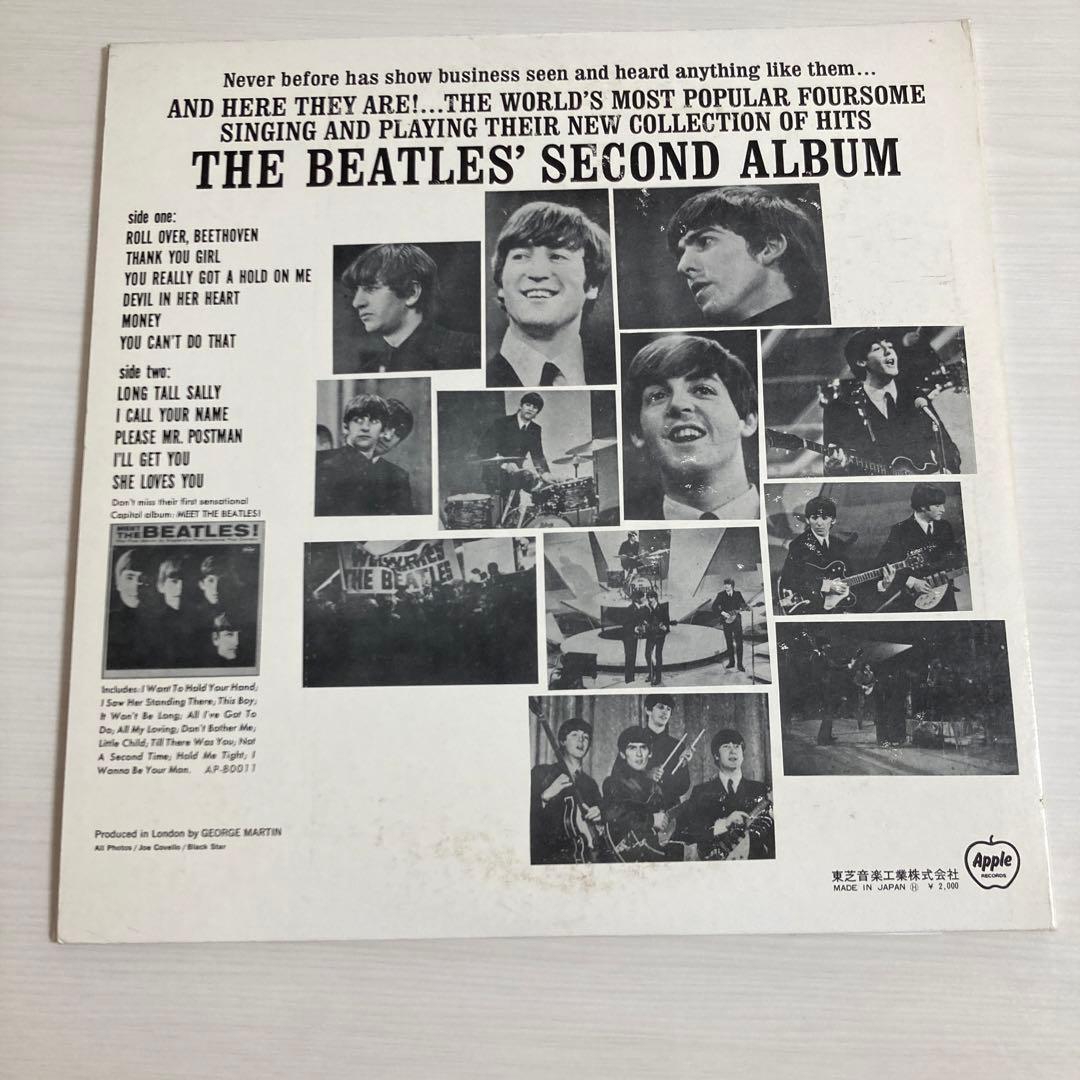 Never before has show business seen and heard anything like them...
AND HERE THEY ARE!...THE WORLD'S MOST POPULAR FOURSOME
SINGING AND PLAYING THEIR NEW COLLECTION OF HITS
THE BEATLES' SECOND ALBUM
side one:
ROLL OVER, BEETHOVEN
THANK YOU GIRL
YOU REALLY GOT A HOLD ON ME
DEVIL IN HER HEART
MONEY
YOU CAN'T DO THAT
side two:
LONG TALL SALLY
I CALL YOUR NAME
PLEASE MR. POSTMAN
I'LL GET YOU
SHE LOVES YOU
Don't miss their first sensational
Capitol album: MEET THE BEATLES!
MEET
THE BEATLES!
Includes: I Want To Hold Your Hand;
I Saw Her Standing There; This Boy;
It Won't Be Long; All I've Got To
Do; All My Loving; Don't Bother Me;
Little Child; Till There Was You; Not
A Second Time; Hold Me Tight; I
Wanna Be Your Man. AP-80011
THE BEATLES
Produced in London by GEORGE MARTIN
All Photos / Joe Covello / Black Star
東芝音楽工業株式会社
MADE IN JAPAN Ⓗ ¥ 2,000
Apple
RECORDS